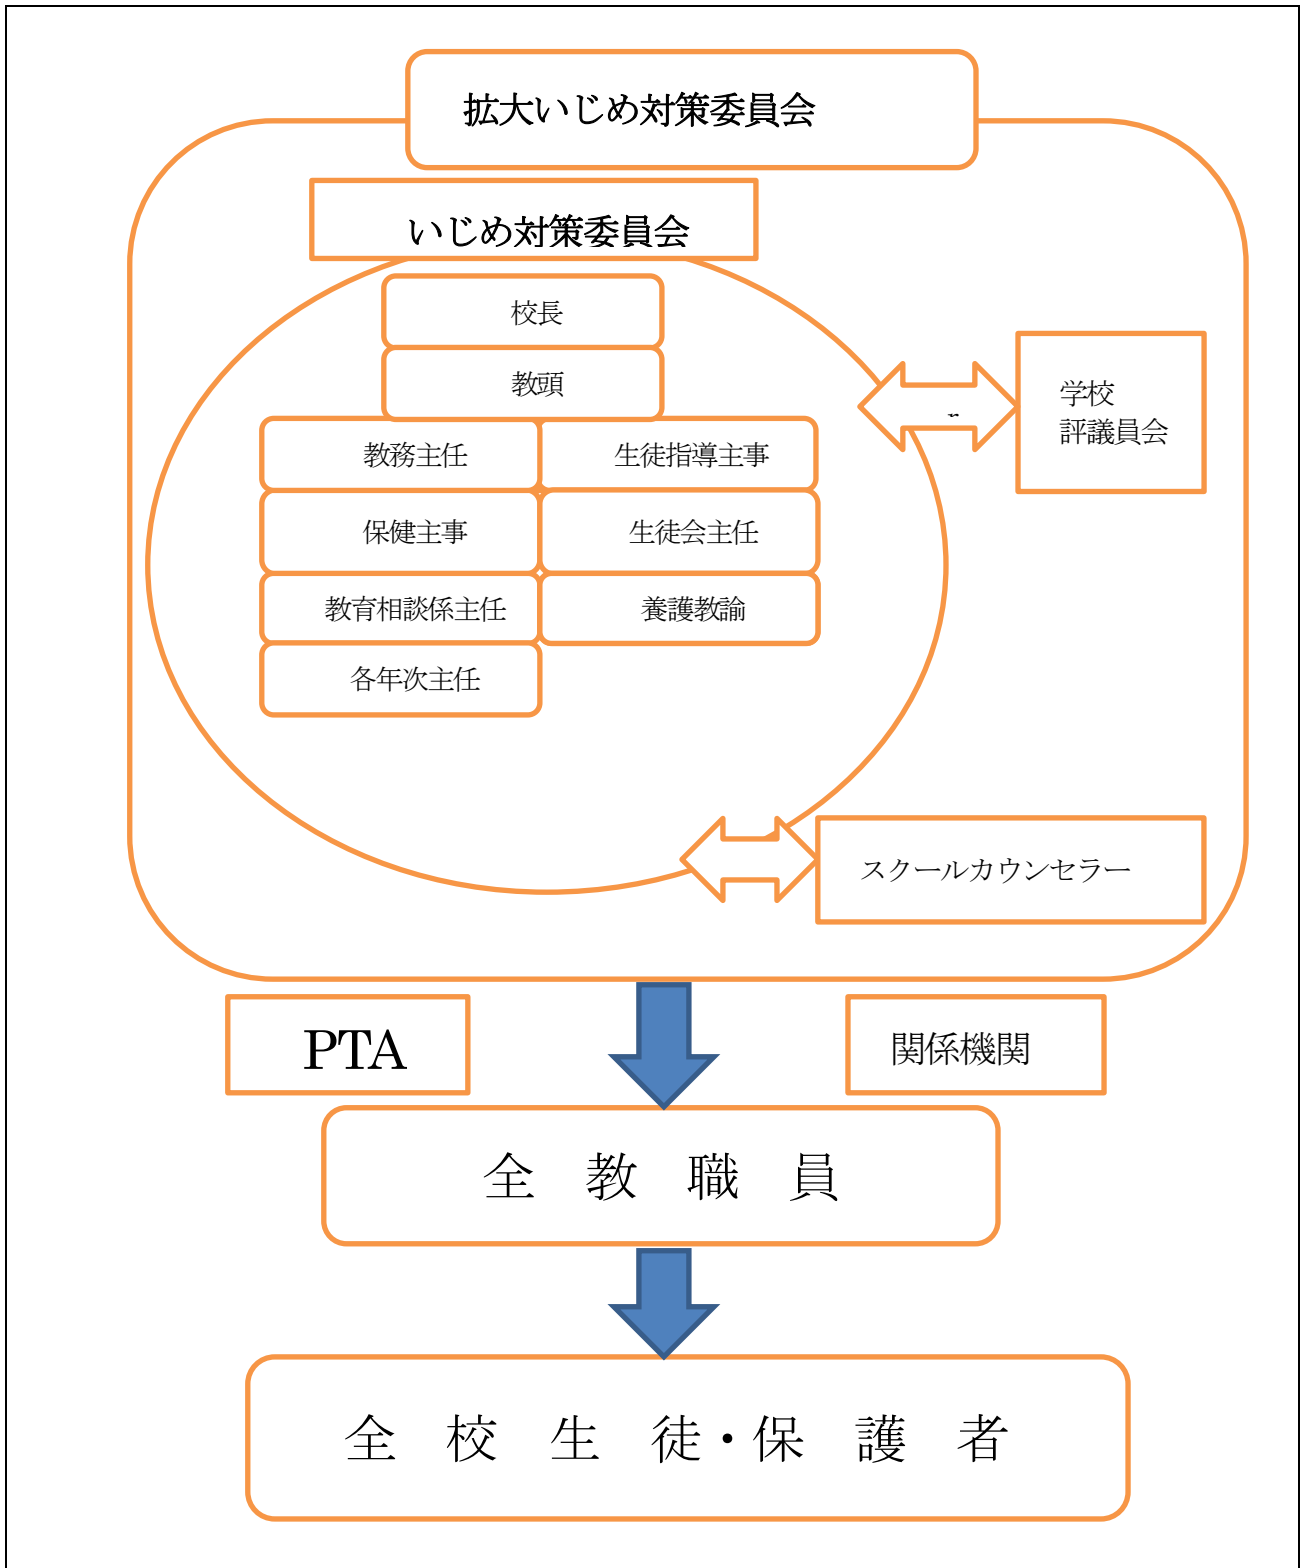 拡大いじめ対策委員会
いじめ対策委員会
校長
教頭
教務主任
生徒指導主事
保健主事
生徒会主任
教育相談係主任
養護教諭
各年次主任
学校
評議員会
スクールカウンセラー
PTA
関係機関
全 教 職 員
全 校 生 徒・保 護 者